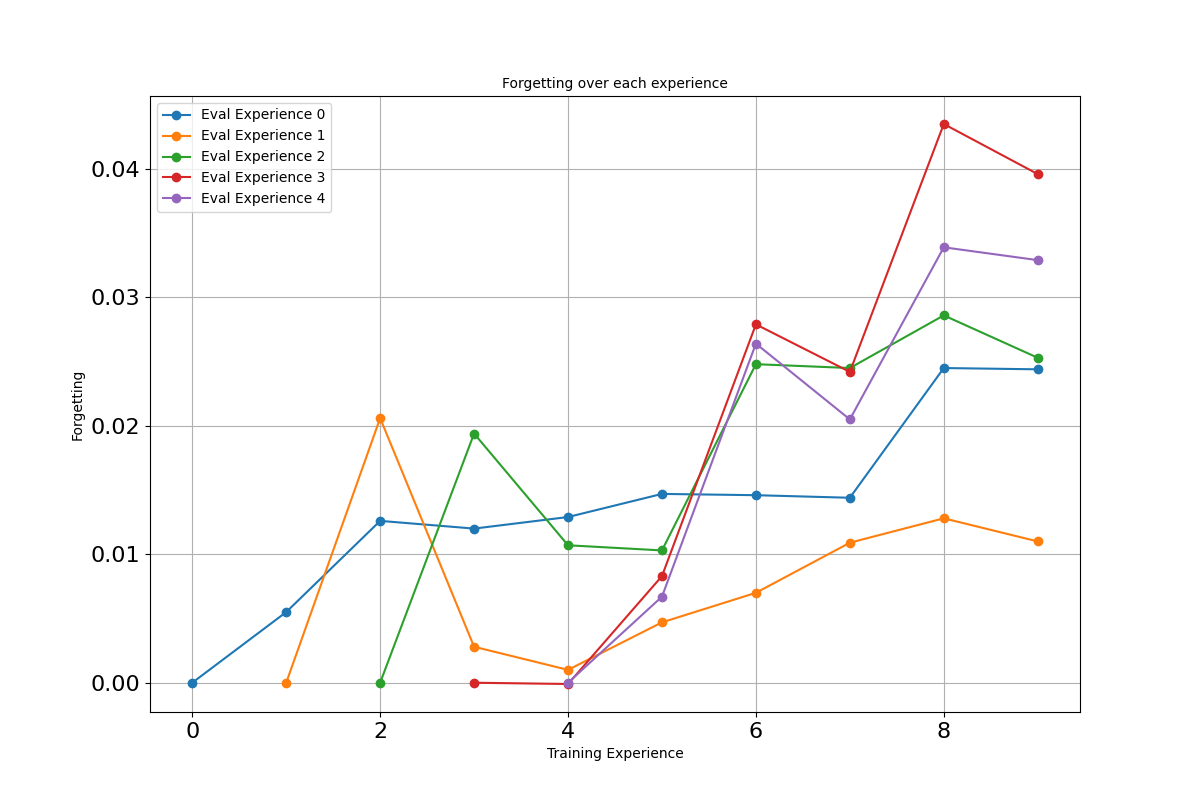 Forgetting over each experience
Eval Experience 0
Eval Experience 1
Eval Experience 2
Eval Experience 3
Eval Experience 4
0.04
0.03
0.02
0.01
0.00
Forgetting
0 2 4 6 8
Training Experience